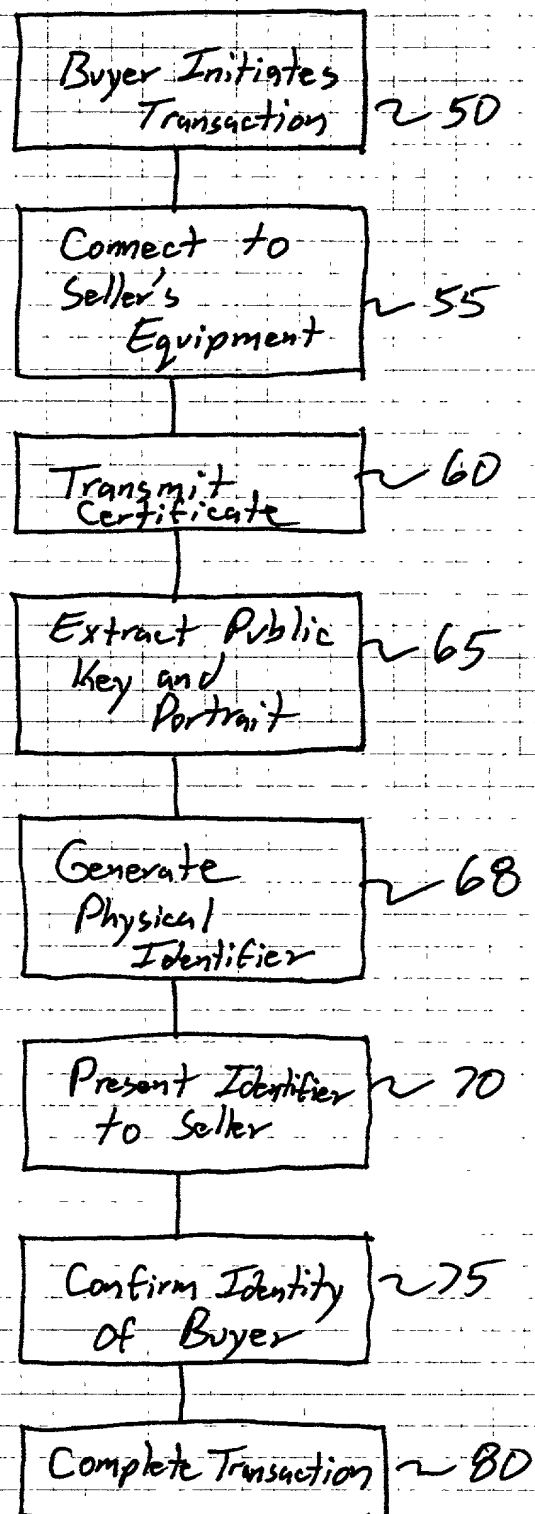 Buyer Initiates
Transaction
50
Connect to
Seller's
Equipment
55
Transmit
Certificate
60
Extract Public
Key and
Portrait
65
Generate
Physical
Identifier
68
Present Identifier
to Seller
70
Confirm Identity
of Buyer
75
Complete Transaction
80